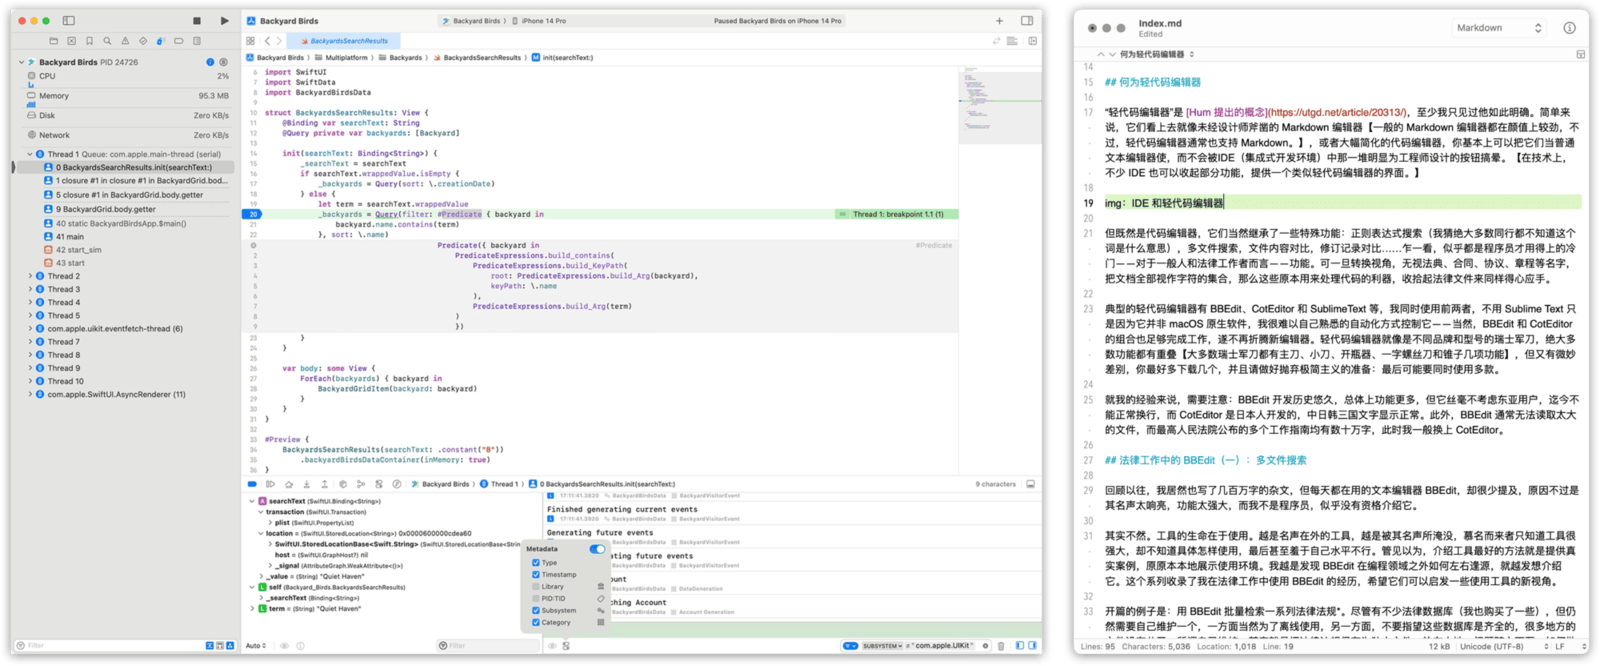 Backyard Birds
Backyard Birds 〉 iPhone 14 Pro
Paused Backyard Birds on iPhone 14 Pro
BackyardsSearchResults
Backyard Birds PID 24726
CPU 2%
Memory 95.3 MB
Disk Zero KB/s
Network Zero KB/s
Thread 1 Queue: com.apple.main-thread (serial)
0 BackyardsSearchResults.init(searchText:)
1 closure #1 in closure #1 in BackyardGrid.bod...
5 closure #1 in BackyardGrid.body.getter
9 BackyardGrid.body.getter
40 static BackyardBirdsApp.$main()
41 main
42 start_sim
43 start
Thread 2
Thread 3
Thread 4
Thread 5
com.apple.uikit.eventfetch-thread (6)
Thread 7
Thread 8
Thread 9
Thread 10
com.apple.SwiftUI.AsyncRenderer (11)
Filter
Backyard Birds 〉 Multiplatform 〉 Backyards 〉 BackyardsSearchResults 〉 init(searchText:)
6 import SwiftUI
7 import SwiftData
8 import BackyardBirdsData
9
10 struct BackyardsSearchResults: View {
11 @Binding var searchText: String
12 @Query private var backyards: [Backyard]
13
14 init(searchText: Binding<String>) {
15 _searchText = searchText
16 if searchText.wrappedValue.isEmpty {
17 _backyards = Query(sort: \.creationDate)
18 } else {
19 let term = searchText.wrappedValue
20 _backyards = Query(filter: #Predicate { backyard in
Thread 1: breakpoint 1.1 (1)
21 backyard.name.contains(term)
22 }, sort: \.name)
Predicate({ backyard in
#Predicate
2 PredicateExpressions.build_contains(
3 PredicateExpressions.build_KeyPath(
4 root: PredicateExpressions.build_Arg(backyard),
5 keyPath: \.name
6 ),
7 PredicateExpressions.build_Arg(term)
8 )
9 })
23 }
24 }
25
26 var body: some View {
27 ForEach(backyards) { backyard in
28 BackyardGridItem(backyard: backyard)
29 }
30 }
31 }
32
33 #Preview {
34 BackyardsSearchResults(searchText: .constant("B"))
35 .backyardBirdsDataContainer(inMemory: true)
36 }
Backyard Birds 〉 Thread 1 〉 0 BackyardsSearchResults.init(searchText:)
9 characters
searchText (SwiftUI.Binding<String>)
transaction (SwiftUI.Transaction)
plist (SwiftUI.PropertyList)
location = (SwiftUI.StoredLocation<String>) 0x0000600000cdea60
SwiftUI.StoredLocationBase<Swift.String> (SwiftUI.StoredLocationBase<String
host = (SwiftUI.GraphHost?) nil
_signal (AttributeGraph.WeakAttribute<()>)
_value = (String) "Quiet Haven"
self (Backyard_Birds.BackyardsSearchResults)
_searchText (Binding<String>)
term = (String) "Quiet Haven"
Auto
Filter
BackyardBirdsData BackyardVisitorEvent
Finished generating current events
BackyardBirdsData BackyardVisitorEvent
Generating future events
BackyardBirdsData BackyardVisitorEvent
ating future events
BackyardBirdsData BackyardVisitorEvent
ount
BackyardBirdsData DataGeneration
ching Account
BackyardBirdsData Account Generation
Metadata
Type
Timestamp
Library
PID:TID
Subsystem
Category
SUBSYSTEM ≠ "com.apple.UIKit"
Index.md
Edited
Markdown
何为轻代码编辑器
14
15 ## 何为轻代码编辑器
16
17 “轻代码编辑器”是 [Hum 提出的概念](https://utgd.net/article/20313/)，至少我只见过他如此明确。简单来
说，它们看上去就像未经设计师斧凿的 Markdown 编辑器【一般的 Markdown 编辑器都在颜值上较劲，不
过，轻代码编辑器通常也支持 Markdown。】，或者大幅简化的代码编辑器，你基本上可以把它们当普通
文本编辑器使，而不会被IDE（集成式开发环境）中那一堆明显为工程师设计的按钮搞晕。【在技术上，
不少 IDE 也可以收起部分功能，提供一个类似轻代码编辑器的界面。】
18
19 img：IDE 和轻代码编辑器
20
21 但既然是代码编辑器，它们当然继承了一些特殊功能：正则表达式搜索（我猜绝大多数同行都不知道这个
词是什么意思），多文件搜索，文件内容对比，修订记录对比……乍一看，似乎都是程序员才用得上的冷
门——对于一般人和法律工作者而言——功能。可一旦转换视角，无视法典、合同、协议、章程等名字，
把文档全部视作字符的集合，那么这些原本用来处理代码的利器，收拾起法律文件来同样得心应手。
22
23 典型的轻代码编辑器有 BBEdit、CotEditor 和 SublimeText 等，我同时使用前两者，不用 Sublime Text 只
是因为它并非 macOS 原生软件，我很难以自己熟悉的自动化方式控制它——当然，BBEdit 和 CotEditor
的组合也足够完成工作，遂不再折腾新编辑器。轻代码编辑器就像是不同品牌和型号的瑞士军刀，绝大多
数功能都有重叠【大多数瑞士军刀都有主刀、小刀、开瓶器、一字螺丝刀和锥子几项功能】，但又有微妙
差别，你最好多下载几个，并且请做好抛弃极简主义的准备：最后可能要同时使用多款。
24
25 就我的经验来说，需要注意：BBEdit 开发历史悠久，总体上功能更多，但它丝毫不考虑东亚用户，迄今不
能正常换行，而 CotEditor 是日本人开发的，中日韩三国文字显示正常。此外，BBEdit 通常无法读取太大
的文件，而最高人民法院公布的多个工作指南均有数十万字，此时我一般换上 CotEditor。
26
27 ## 法律工作中的 BBEdit（一）：多文件搜索
28
29 回顾以往，我居然也写了几百万字的杂文，但每天都在用的文本编辑器 BBEdit，却很少提及，原因不过是
其名声太响亮，功能太强大，而我不是程序员，似乎没有资格介绍它。
30
31 其实不然。工具的生命在于使用。越是名声在外的工具，越是被其名声所淹没，慕名而来者只知道工具很
强大，却不知道具体怎样使用，最后甚至羞于自己水平不行。管见以为，介绍工具最好的方法就是提供真
实案例，原原本本地展示使用环境。我越是发现 BBEdit 在编程领域之外如何左右逢源，就越发想介绍
它。这个系列收录了我在法律工作中使用 BBEdit 的经历，希望它们可以启发一些使用工具的新视角。
32
33 开篇的例子是：用 BBEdit 批量检索一系列法律法规*。尽管有不少法律数据库（我也购买了一些），但仍
然需要自己维护一个，一方面当然为了离线使用，另一方面，不要指望这些数据库是齐全的，很多地方的
Lines: 95 Characters: 5,036 Location: 1,018 Line: 19
12 kB Unicode (UTF-8) LF